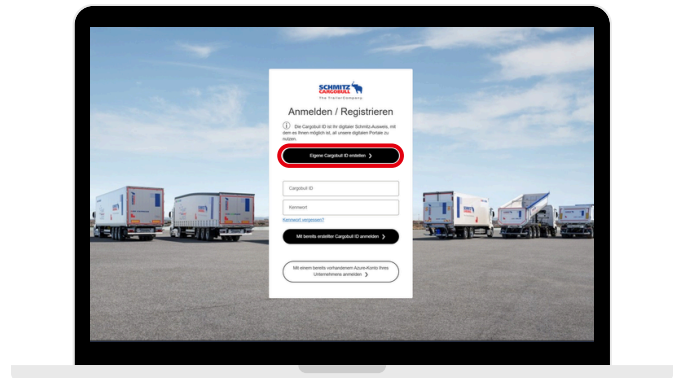 SCHMITZ
CARGOBULL
The Trailer Company.
Anmelden / Registrieren
Die Cargobull ID ist Ihr digitaler Schmitz-Ausweis, mit
dem es Ihnen möglich ist, all unsere digitalen Portale zu
nutzen.
Eigene Cargobull ID erstellen
Cargobull ID
Kennwort
Kennwort vergessen?
Mit bereits erstellter Cargobull ID anmelden
Mit einem bereits vorhandenem Azure-Konto Ihres
Unternehmens anmelden